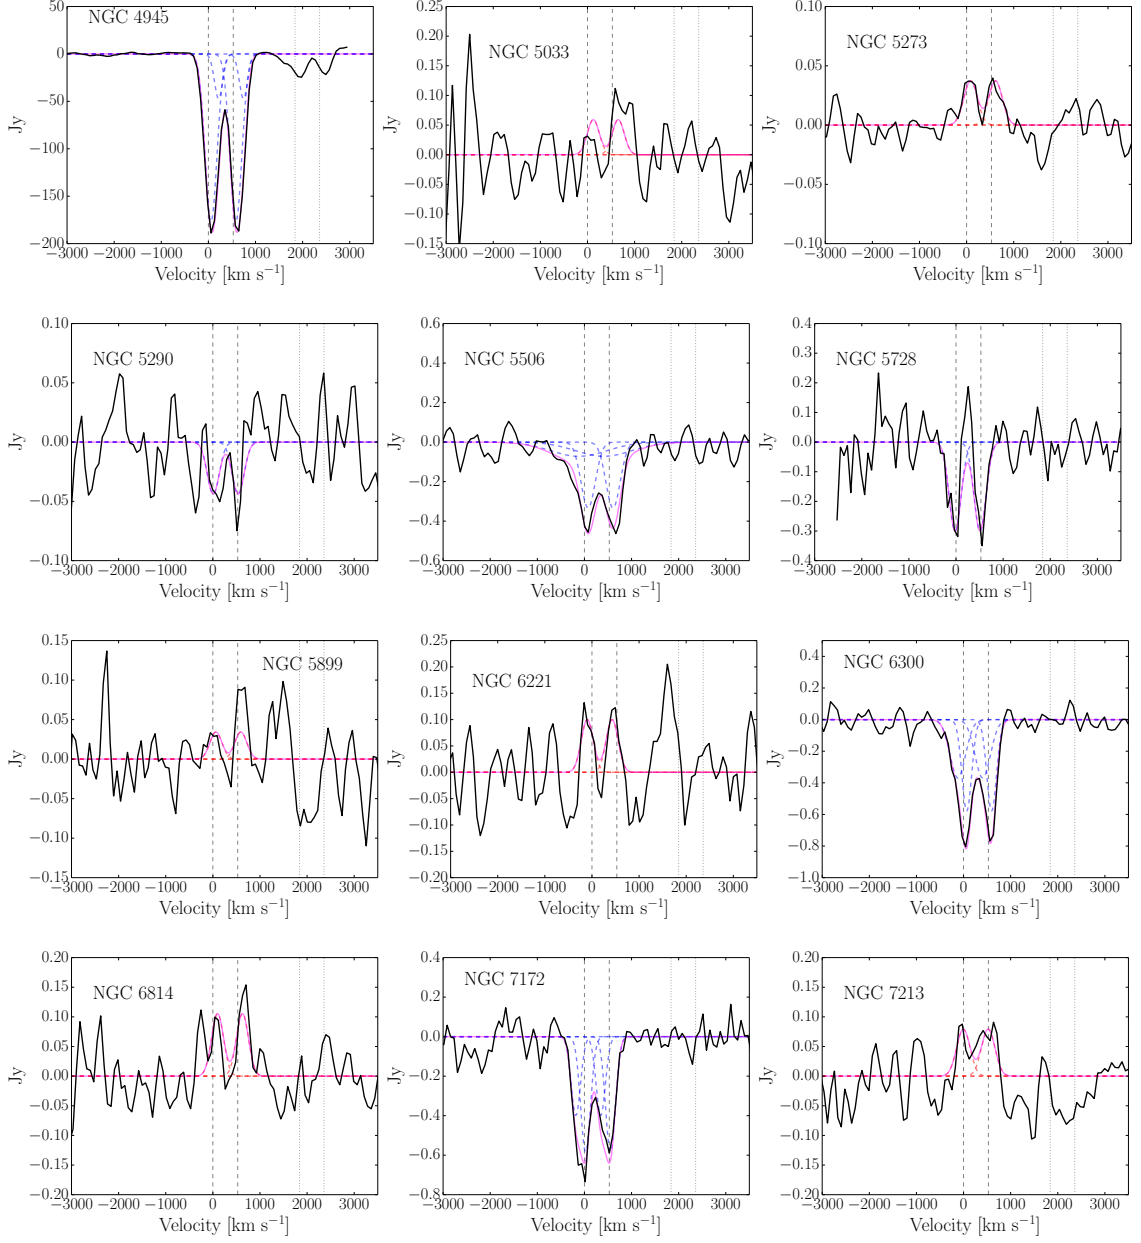 NGC 4945
50
0
−50
−100
−150
−200
Jy
−3000 −2000 −1000 0 1000 2000 3000
Velocity [km s⁻¹]
NGC 5033
0.25
0.20
0.15
0.10
0.05
0.00
−0.05
−0.10
−0.15
Jy
−3000 −2000 −1000 0 1000 2000 3000
Velocity [km s⁻¹]
NGC 5273
0.10
0.05
0.00
−0.05
−0.10
Jy
−3000 −2000 −1000 0 1000 2000 3000
Velocity [km s⁻¹]
NGC 5290
0.10
0.05
0.00
−0.05
−0.10
Jy
−3000 −2000 −1000 0 1000 2000 3000
Velocity [km s⁻¹]
NGC 5506
0.6
0.4
0.2
0.0
−0.2
−0.4
−0.6
Jy
−3000 −2000 −1000 0 1000 2000 3000
Velocity [km s⁻¹]
NGC 5728
0.4
0.3
0.2
0.1
0.0
−0.1
−0.2
−0.3
−0.4
Jy
−3000 −2000 −1000 0 1000 2000 3000
Velocity [km s⁻¹]
NGC 5899
0.15
0.10
0.05
0.00
−0.05
−0.10
−0.15
Jy
−3000 −2000 −1000 0 1000 2000 3000
Velocity [km s⁻¹]
NGC 6221
0.25
0.20
0.15
0.10
0.05
0.00
−0.05
−0.10
−0.15
−0.20
Jy
−3000 −2000 −1000 0 1000 2000 3000
Velocity [km s⁻¹]
NGC 6300
0.4
0.2
0.0
−0.2
−0.4
−0.6
−0.8
−1.0
Jy
−3000 −2000 −1000 0 1000 2000 3000
Velocity [km s⁻¹]
NGC 6814
0.20
0.15
0.10
0.05
0.00
−0.05
−0.10
−0.15
−0.20
Jy
−3000 −2000 −1000 0 1000 2000 3000
Velocity [km s⁻¹]
NGC 7172
0.4
0.2
0.0
−0.2
−0.4
−0.6
−0.8
Jy
−3000 −2000 −1000 0 1000 2000 3000
Velocity [km s⁻¹]
NGC 7213
0.20
0.15
0.10
0.05
0.00
−0.05
−0.10
−0.15
−0.20
Jy
−3000 −2000 −1000 0 1000 2000 3000
Velocity [km s⁻¹]